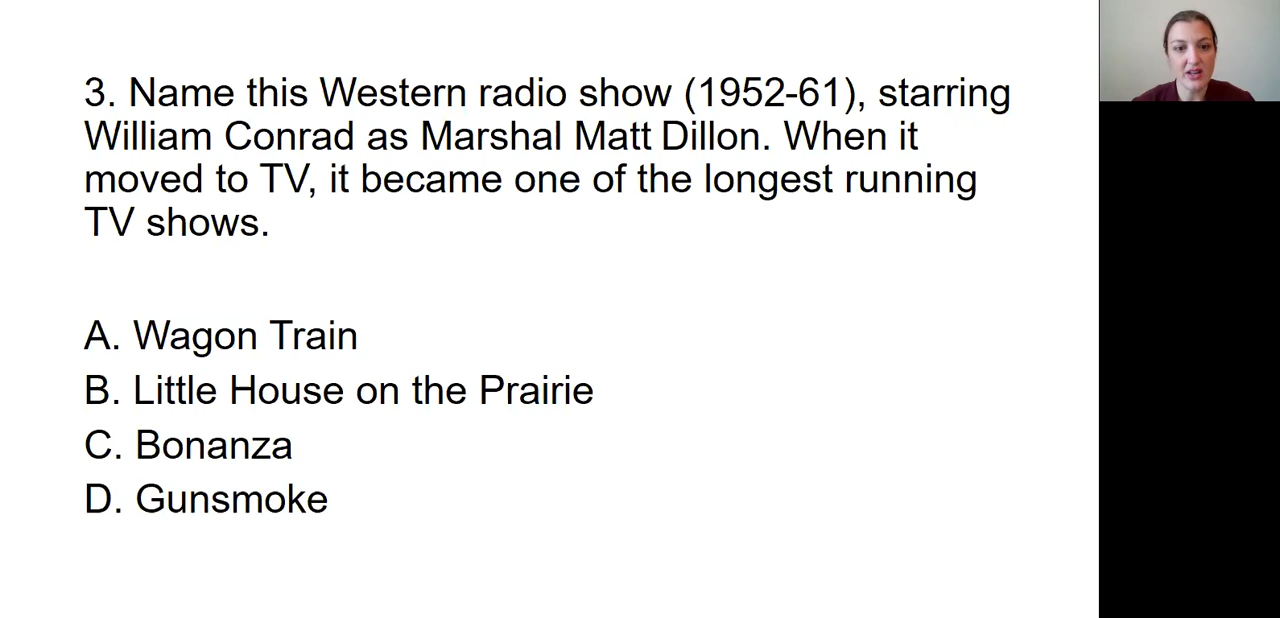 3. Name this Western radio show (1952-61), starring
William Conrad as Marshal Matt Dillon. When it
moved to TV, it became one of the longest running
TV shows.
A. Wagon Train
B. Little House on the Prairie
C. Bonanza
D. Gunsmoke